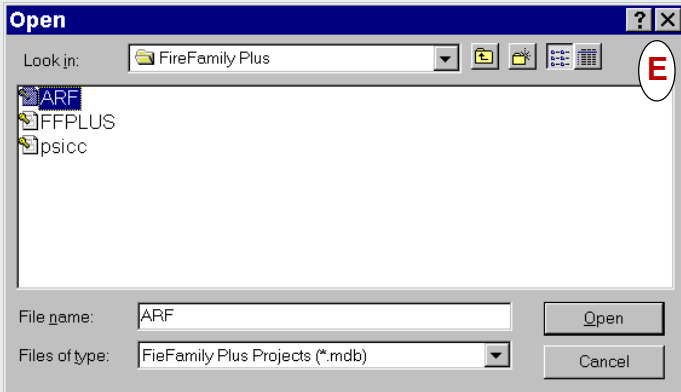 Open
Look in: FireFamily Plus
E
ARF
FFPLUS
psicc
File name: ARF Open
Files of type: FieFamily Plus Projects (*.mdb) Cancel